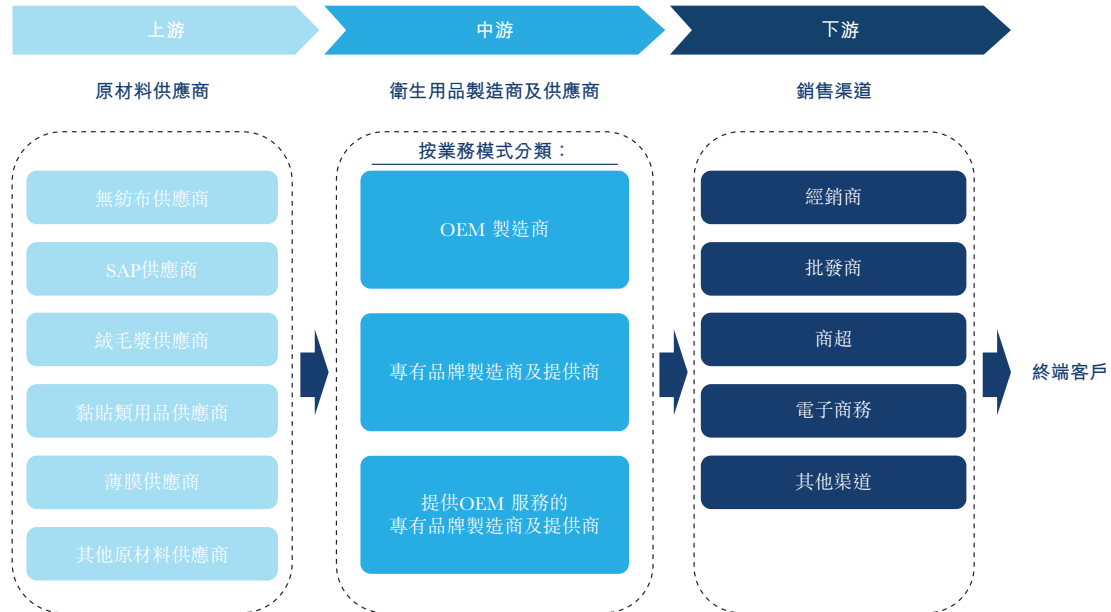 上游
中游
下游
原材料供應商
衛生用品製造商及供應商
銷售渠道
按業務模式分類：
無紡布供應商
SAP供應商
絨毛漿供應商
黏貼類用品供應商
薄膜供應商
其他原材料供應商
OEM 製造商
專有品牌製造商及提供商
提供OEM 服務的
專有品牌製造商及提供商
經銷商
批發商
商超
電子商務
其他渠道
終端客戶